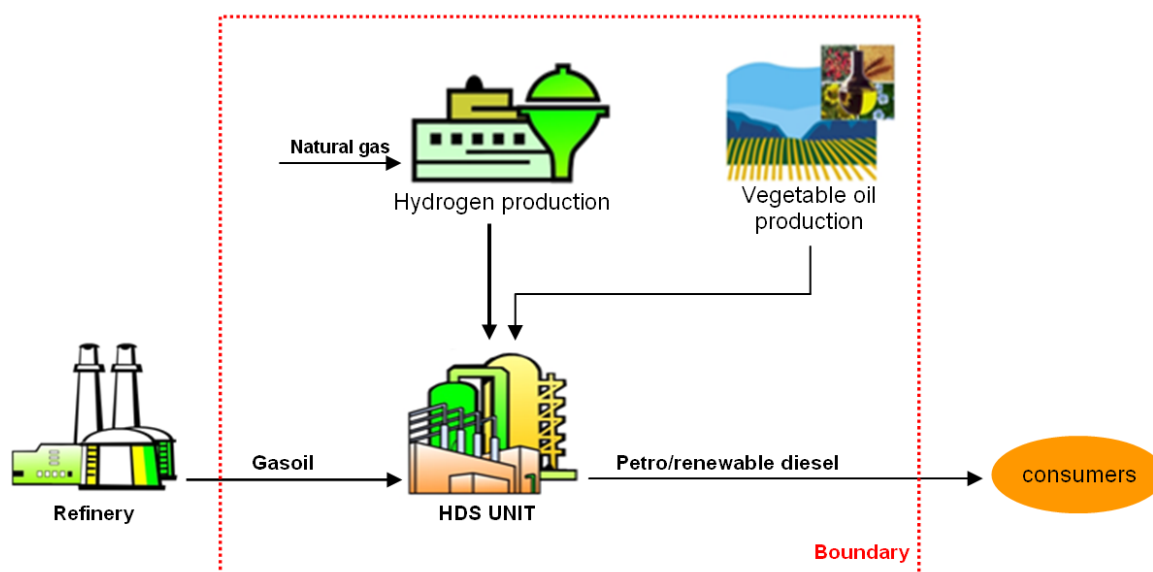 Natural gas
Hydrogen production
Vegetable oil
production
Gasoil
Petro/renewable diesel
consumers
Refinery
HDS UNIT
Boundary